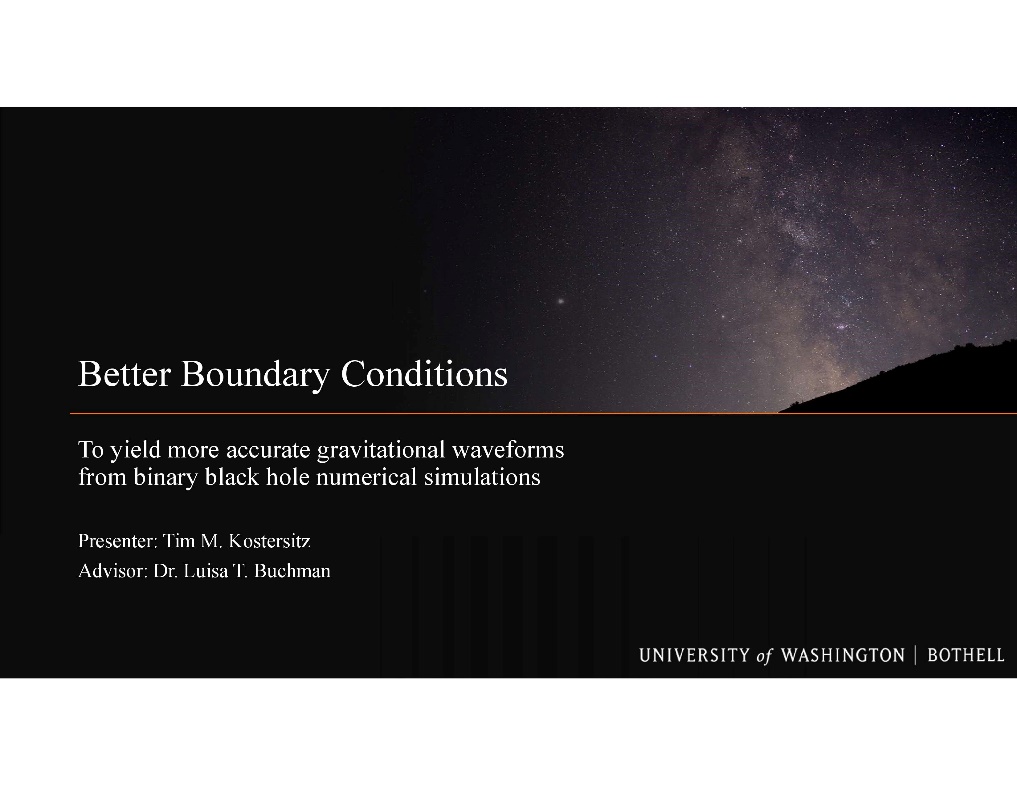 Better Boundary Conditions
To yield more accurate gravitational waveforms
from binary black hole numerical simulations
Presenter: Tim M. Kostersitz
Advisor: Dr. Luisa T. Buchman
UNIVERSITY of WASHINGTON | BOTHELL